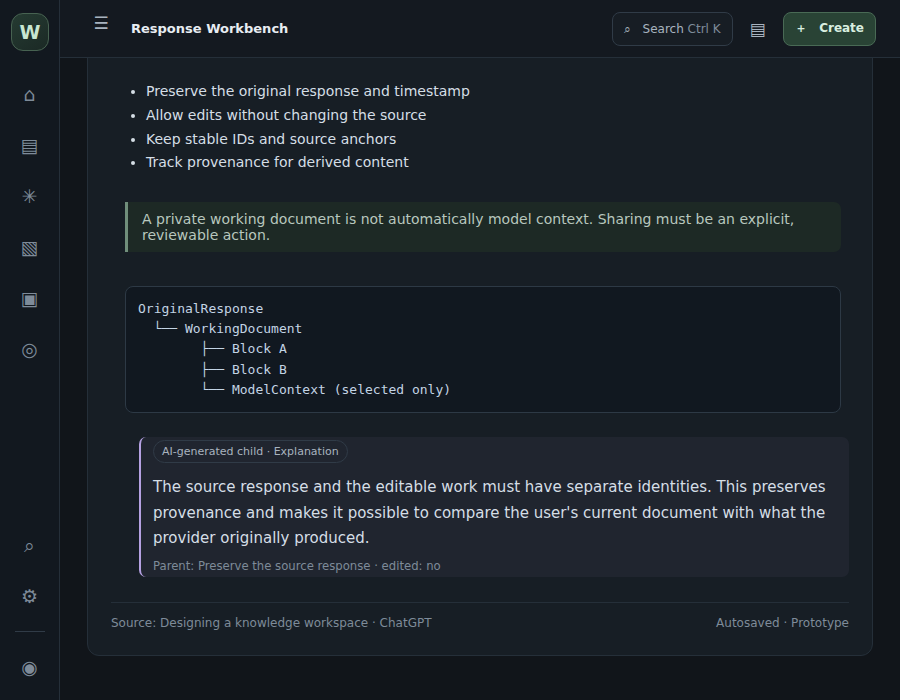 W
Response Workbench
Search Ctrl K
+ Create
• Preserve the original response and timestamp
• Allow edits without changing the source
• Keep stable IDs and source anchors
• Track provenance for derived content
A private working document is not automatically model context. Sharing must be an explicit,
reviewable action.
OriginalResponse
└── WorkingDocument
├── Block A
├── Block B
└── ModelContext (selected only)
AI-generated child · Explanation
The source response and the editable work must have separate identities. This preserves
provenance and makes it possible to compare the user's current document with what the
provider originally produced.
Parent: Preserve the source response · edited: no
Source: Designing a knowledge workspace · ChatGPT
Autosaved · Prototype